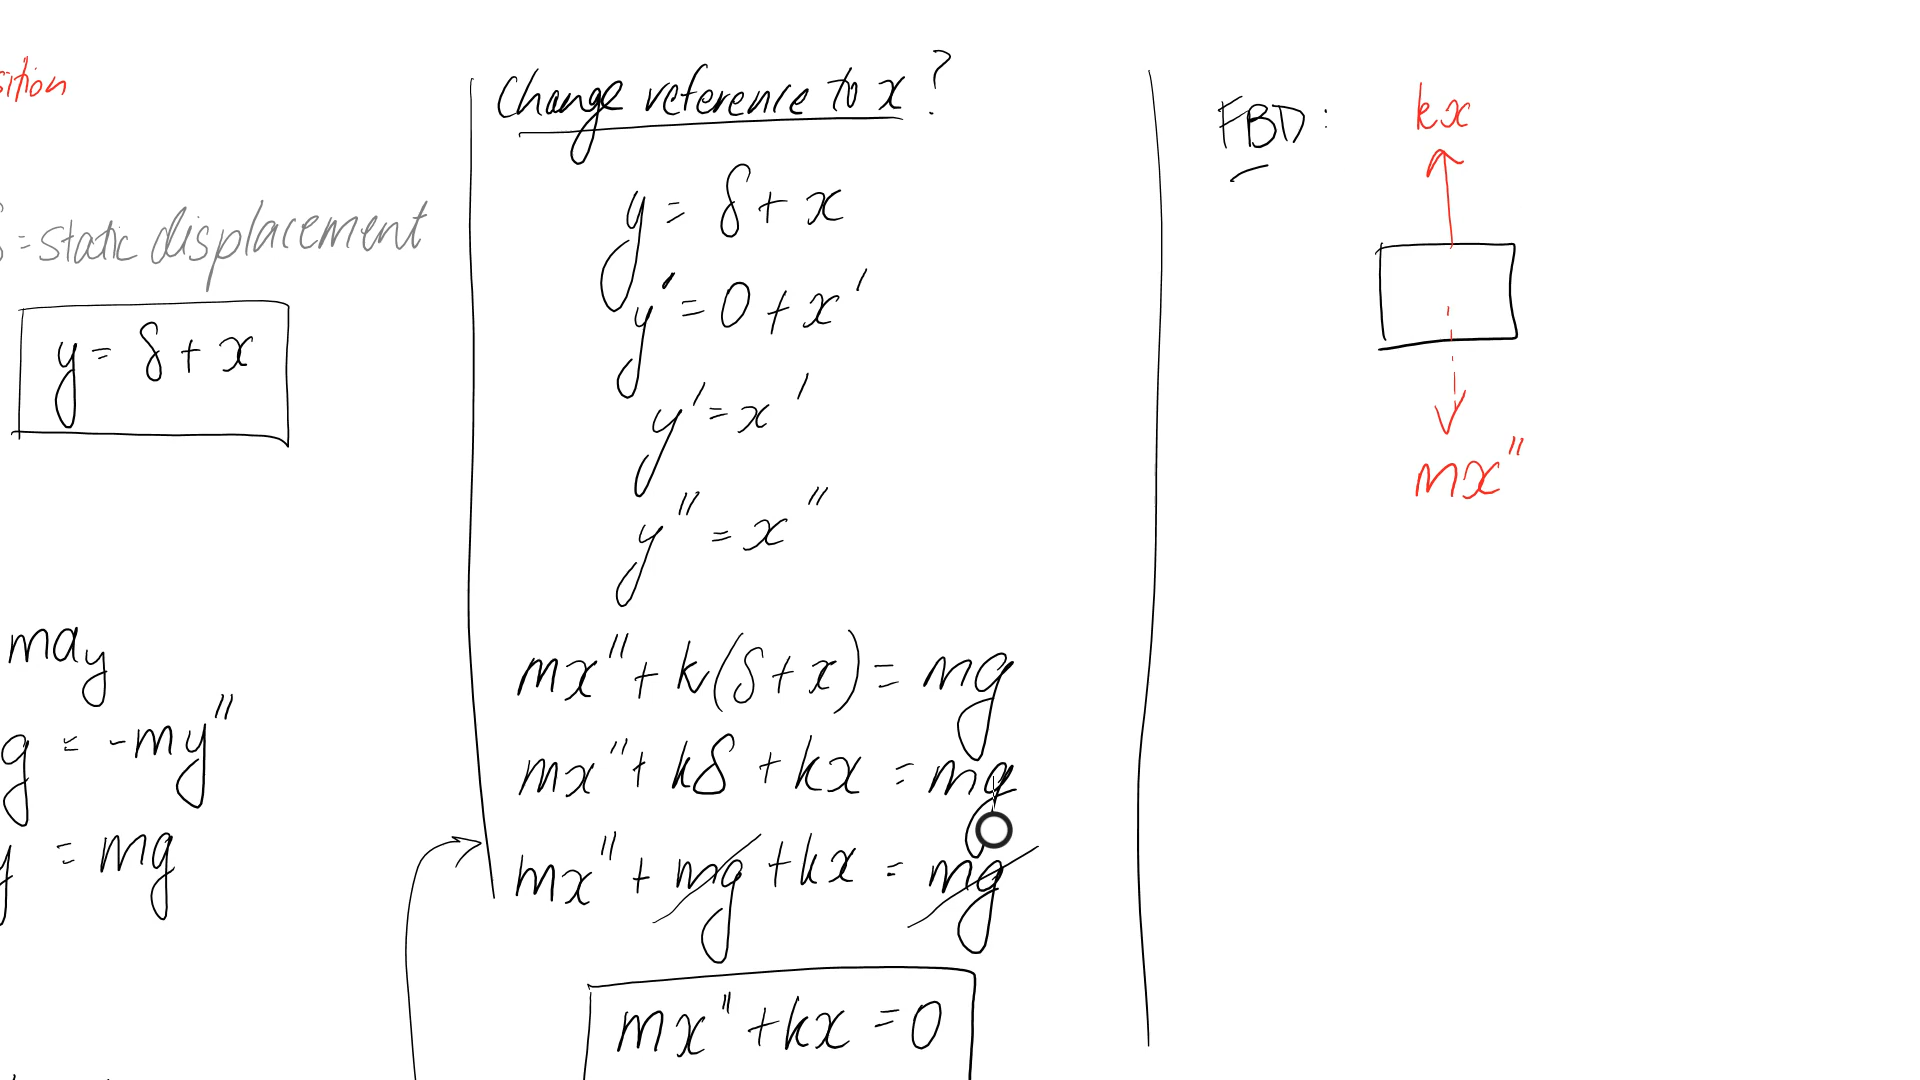 sition
δ = static displacement
y = δ + x
may
g = -my"
y = mg
Change reference to x ?
y = δ + x
y' = 0 + x'
y' = x'
y" = x"
mx" + k(δ + x) = mg
mx" + kδ + kx = mg
mx" + mg + kx = mg
mx" + kx = 0
FBD :
kx
mx"